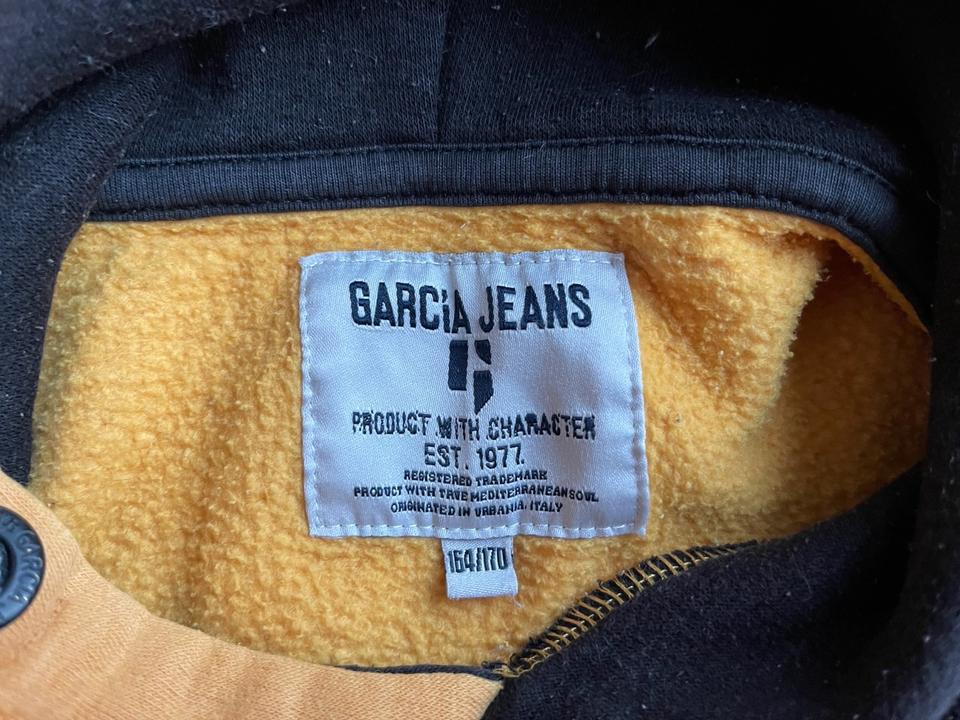 GARCiA JEANS
PRODUCT WITH CHARACTER
EST. 1977.
REGISTERED TRADEMARK
PRODUCT WITH TRUE MEDITERRANEAN SOUL
ORIGINATED IN URBANIA, ITALY
164/170
GARCIA